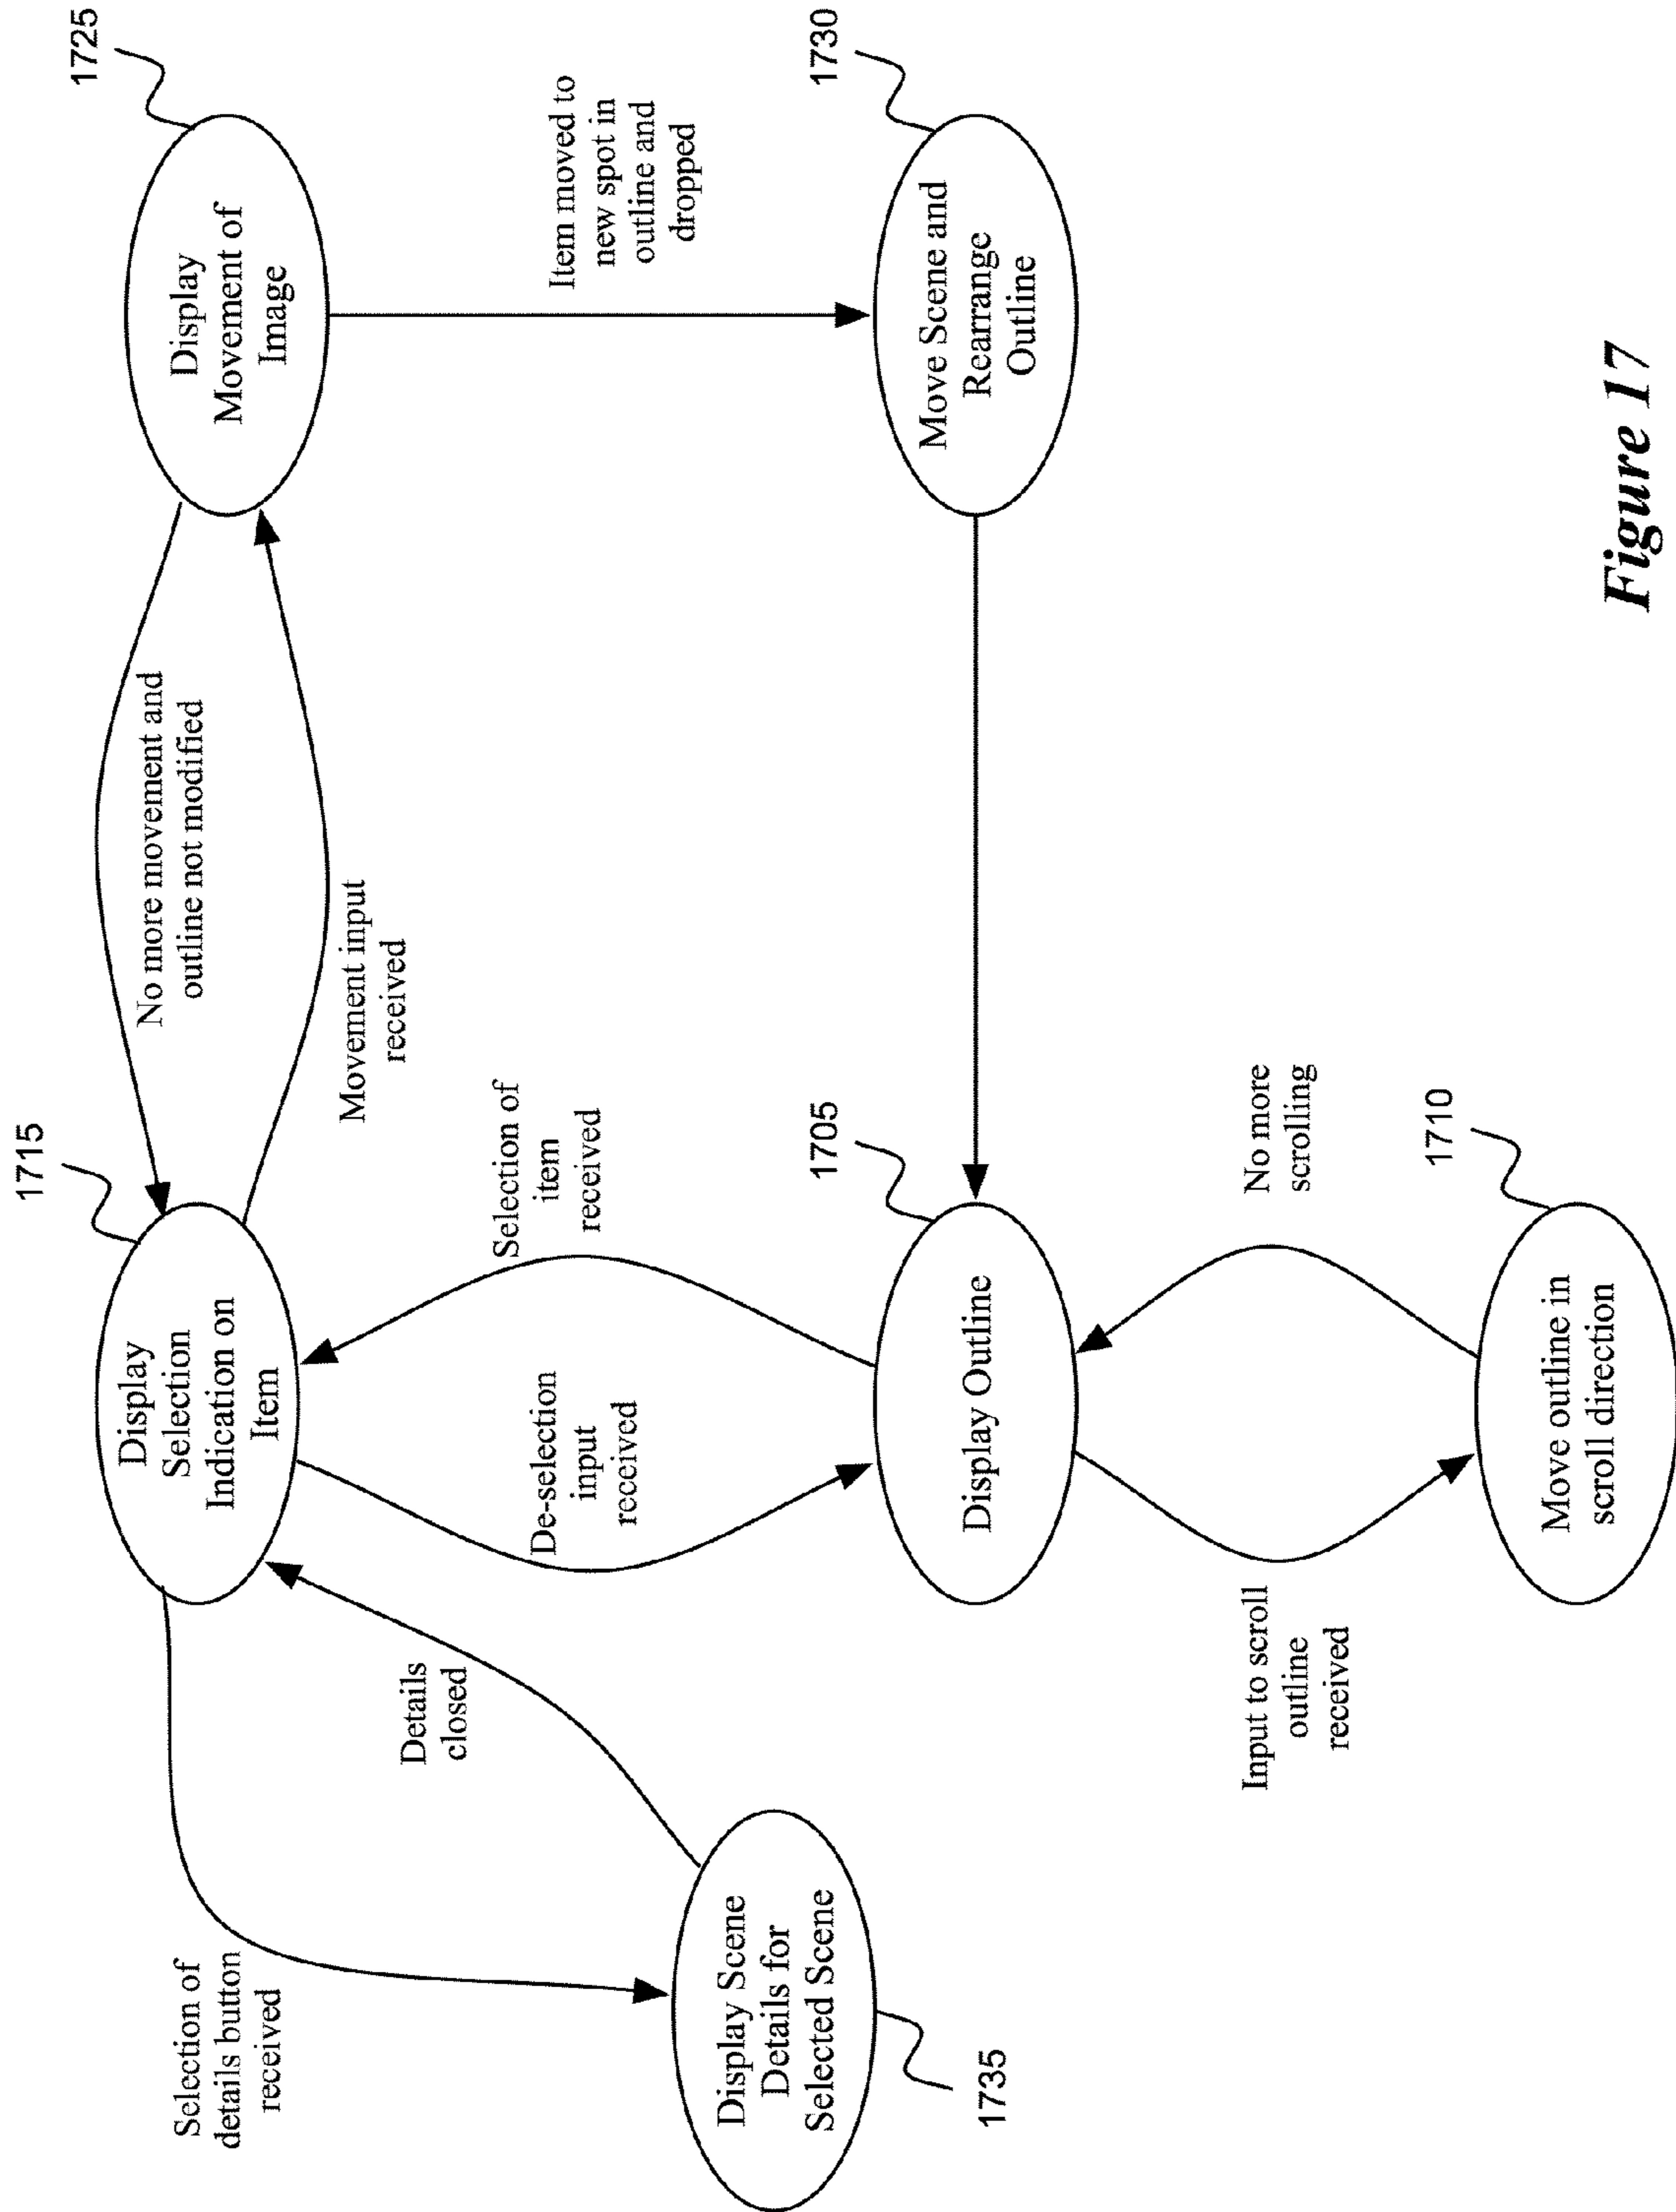 1715
Display
Selection
Indication on
Item
1725
Display
Movement of
Image
No more movement and
outline not modified
Movement input
received
Selection of
details button
received
Details
closed
De-selection
input
received
Selection of
item
received
Item moved to
new spot in
outline and
dropped
Display Scene
Details for
Selected Scene
1735
1705
Display Outline
1730
Move Scene and
Rearrange
Outline
Input to scroll
outline
received
No more
scrolling
1710
Move outline in
scroll direction
Figure 17